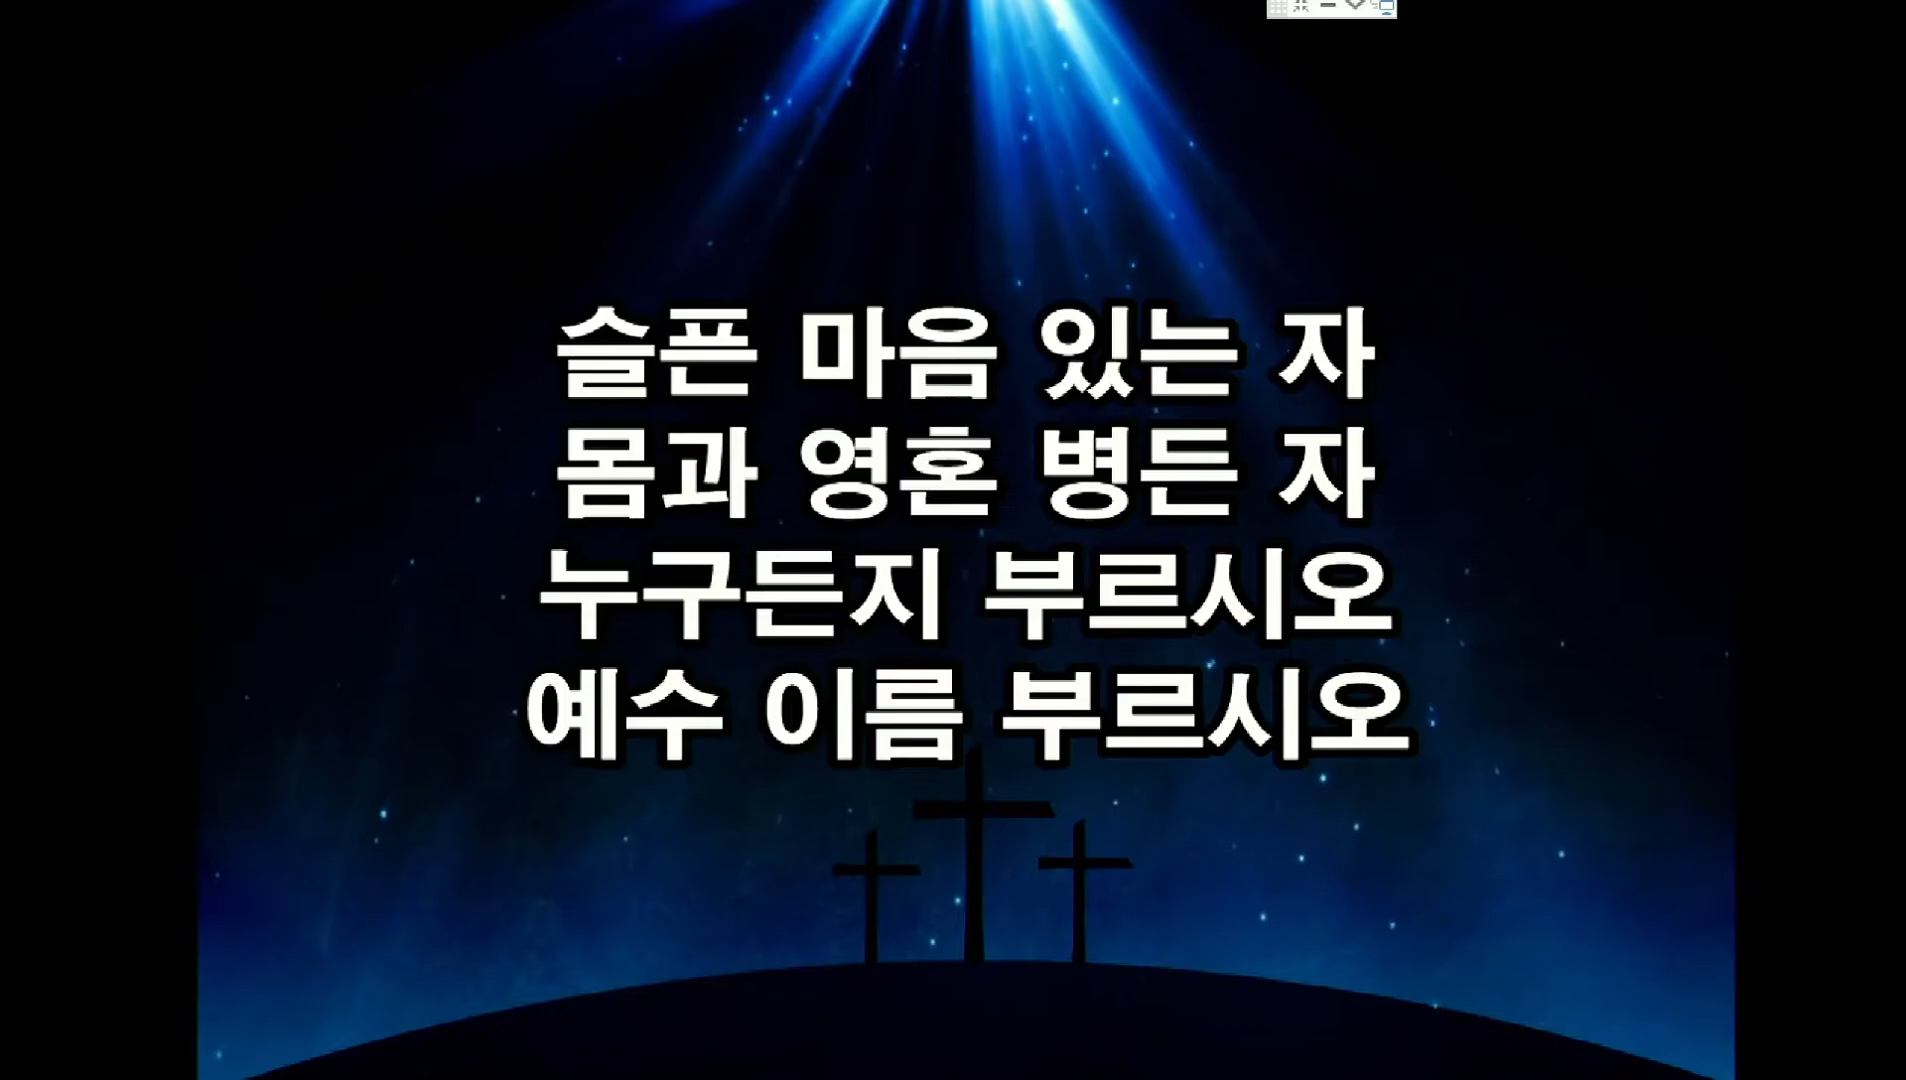 슬픈 마음 있는 자
몸과 영혼 병든 자
누구든지 부르시오
예수 이름 부르시오